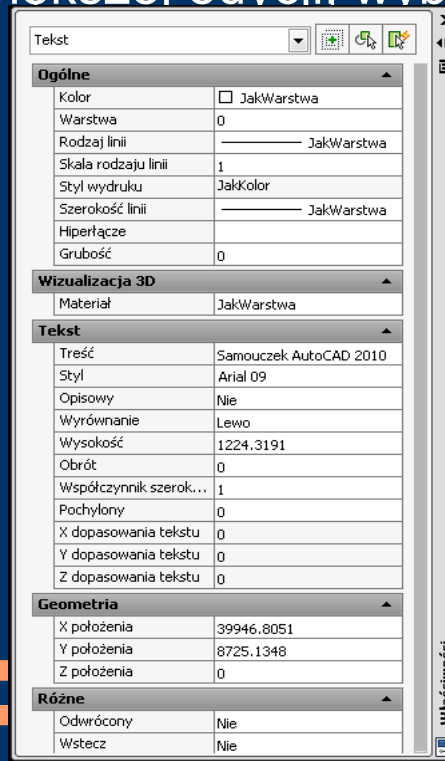 Tekst
Ogólne
Kolor JakWarstwa
Warstwa 0
Rodzaj linii JakWarstwa
Skala rodzaju linii 1
Styl wydruku JakKolor
Szerokość linii JakWarstwa
Hiperłącze
Grubość 0
Wizualizacja 3D
Materiał JakWarstwa
Tekst
Treść Samouczek AutoCAD 2010
Styl Arial 09
Opisowy Nie
Wyrównanie Lewo
Wysokość 1224.3191
Obrót 0
Współczynnik szerok... 1
Pochylony 0
X dopasowania tekstu 0
Y dopasowania tekstu 0
Z dopasowania tekstu 0
Geometria
X położenia 39946.8051
Y położenia 8725.1348
Z położenia 0
Różne
Odwrócony Nie
Wstecz Nie